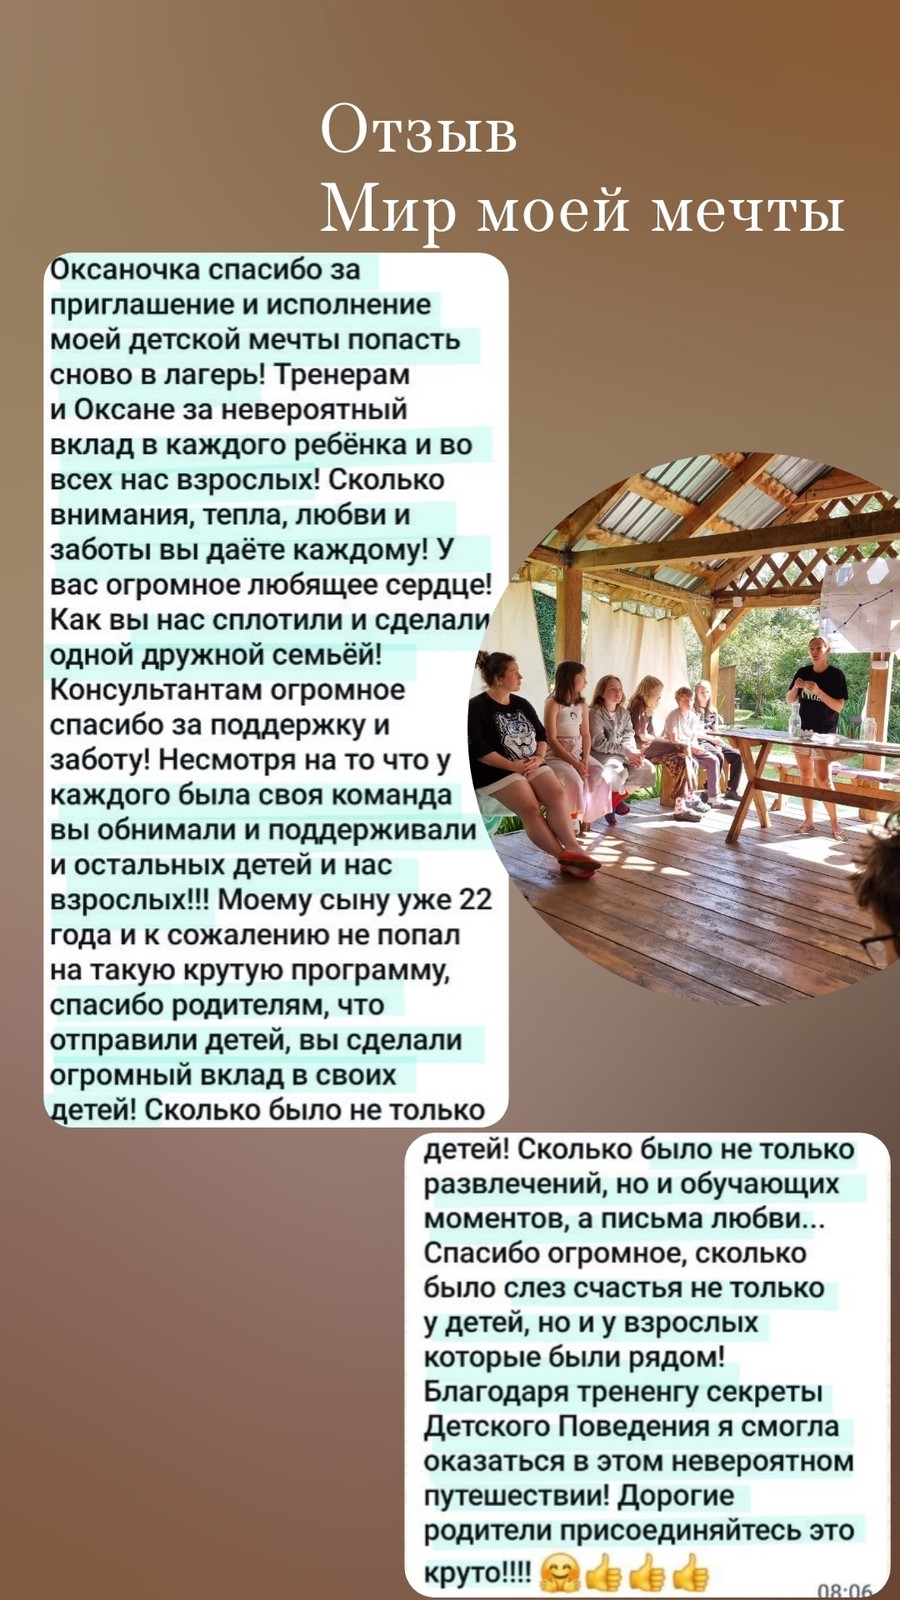 Отзыв
Мир моей мечты
Оксаночка спасибо за
приглашение и исполнение
моей детской мечты попасть
сново в лагерь! Тренерам
и Оксане за невероятный
вклад в каждого ребёнка и во
всех нас взрослых! Сколько
внимания, тепла, любви и
заботы вы даёте каждому! У
вас огромное любящее сердце!
Как вы нас сплотили и сделали
одной дружной семьёй!
Консультантам огромное
спасибо за поддержку и
заботу! Несмотря на то что у
каждого была своя команда
вы обнимали и поддерживали
и остальных детей и нас
взрослых!!! Моему сыну уже 22
года и к сожалению не попал
на такую крутую программу,
спасибо родителям, что
отправили детей, вы сделали
огромный вклад в своих
детей! Сколько было не только
детей! Сколько было не только
развлечений, но и обучающих
моментов, а письма любви...
Спасибо огромное, сколько
было слез счастья не только
у детей, но и у взрослых
которые были рядом!
Благодаря трененгу секреты
Детского Поведения я смогла
оказаться в этом невероятном
путешествии! Дорогие
родители присоединяйтесь это
круто!!!! 🤗👍👍👍
08:06